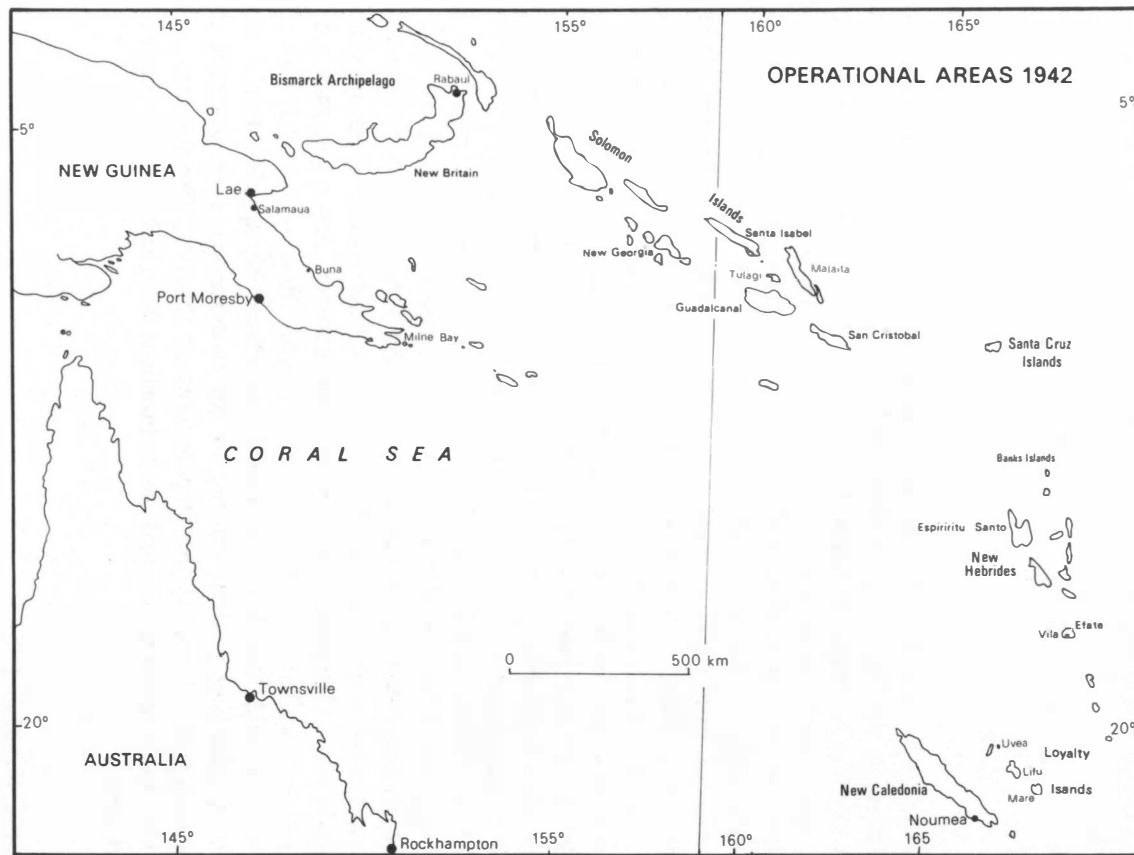 145°
155°
160°
165°
OPERATIONAL AREAS 1942
Bismarck Archipelago
Rabaul
5°
5°
Solomon
Islands
NEW GUINEA
New Britain
Lae
Salamaua
Santa Isabel
New Georgia
Tulagi
Malaita
Buna
Port Moresby
Guadalcanal
Milne Bay
San Cristobal
Santa Cruz
Islands
CORAL SEA
Banks Islands
Espiriritu Santo
New
Hebrides
Efate
Vila
0
500 km
Townsville
20°
20°
AUSTRALIA
Uvea
Loyalty
Lifu
New Caledonia
Mare
Isands
Noumea
145°
Rockhampton
155°
160°
165°